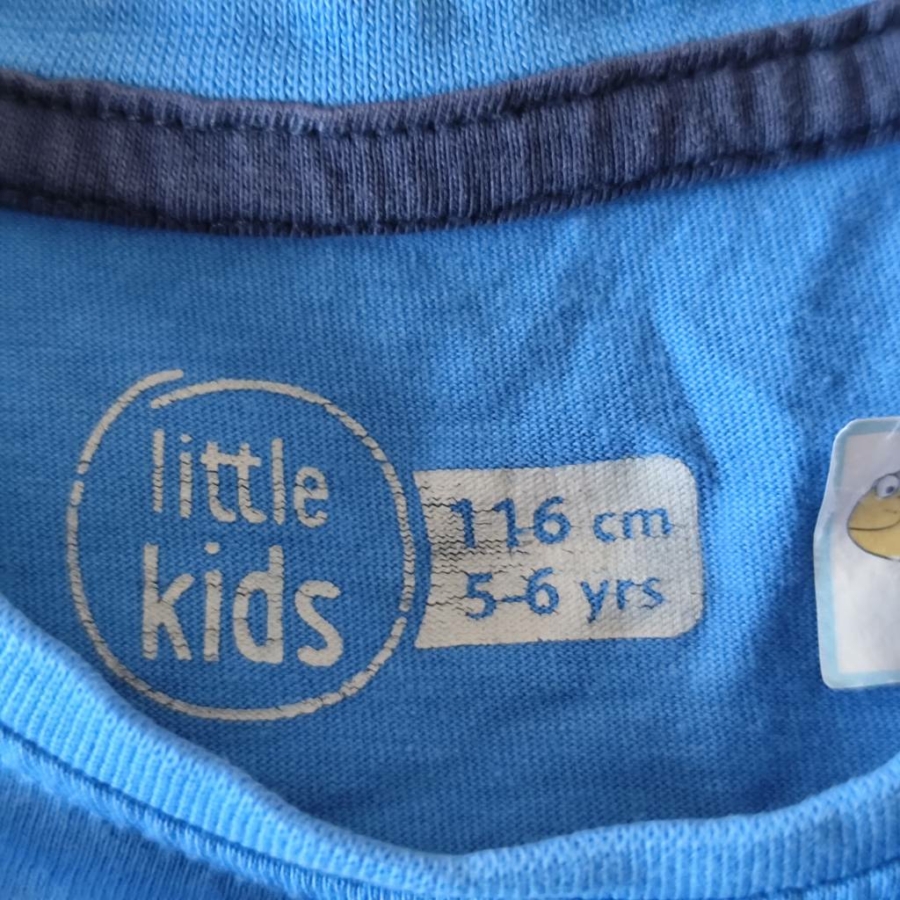 little
kids
116 cm
5-6 yrs